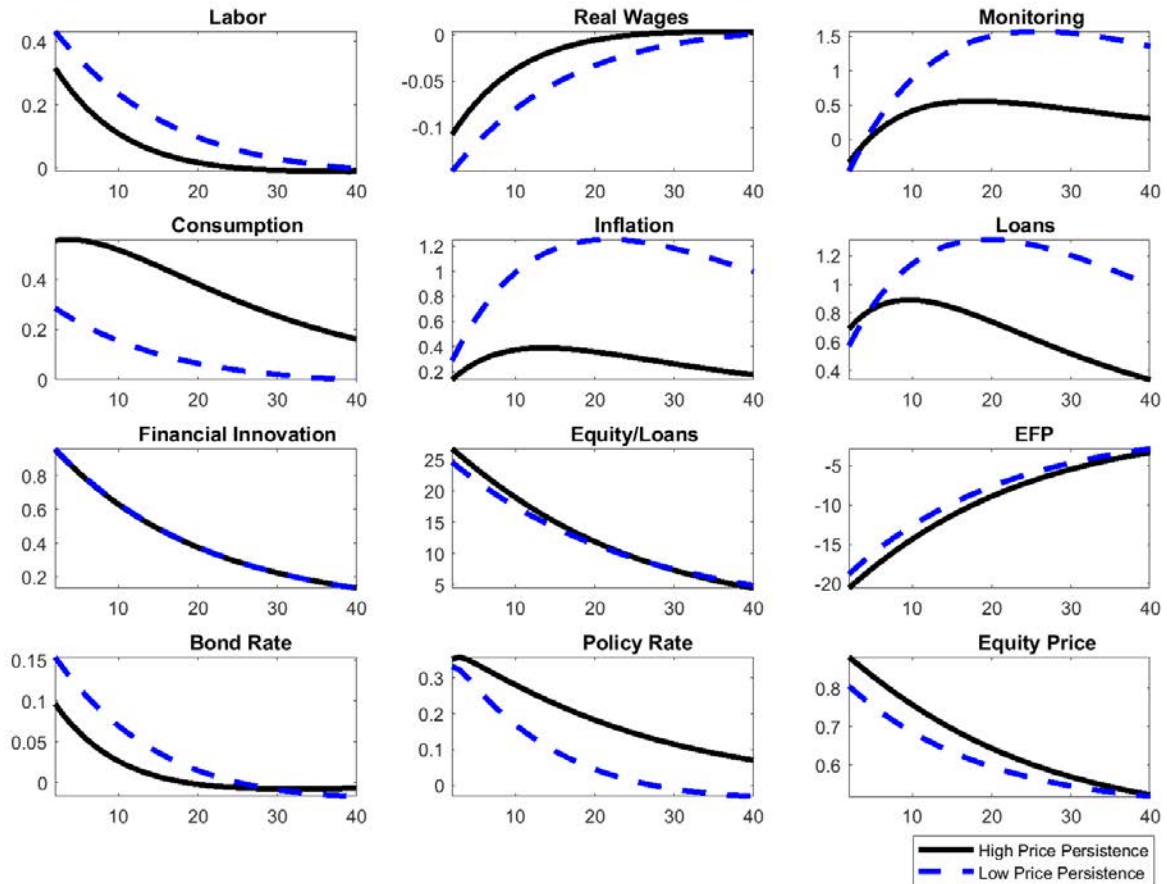 Labor
0.4
0.2
0
10 20 30 40
Real Wages
0
-0.05
-0.1
10 20 30 40
Monitoring
1.5
1
0.5
0
10 20 30 40
Consumption
0.4
0.2
0
10 20 30 40
Inflation
1.2
1
0.8
0.6
0.4
0.2
10 20 30 40
Loans
1.2
1
0.8
0.6
0.4
10 20 30 40
Financial Innovation
0.8
0.6
0.4
0.2
10 20 30 40
Equity/Loans
25
20
15
10
5
10 20 30 40
EFP
-5
-10
-15
-20
10 20 30 40
Bond Rate
0.15
0.1
0.05
0
10 20 30 40
Policy Rate
0.3
0.2
0.1
0
10 20 30 40
Equity Price
0.8
0.6
10 20 30 40
High Price Persistence
Low Price Persistence